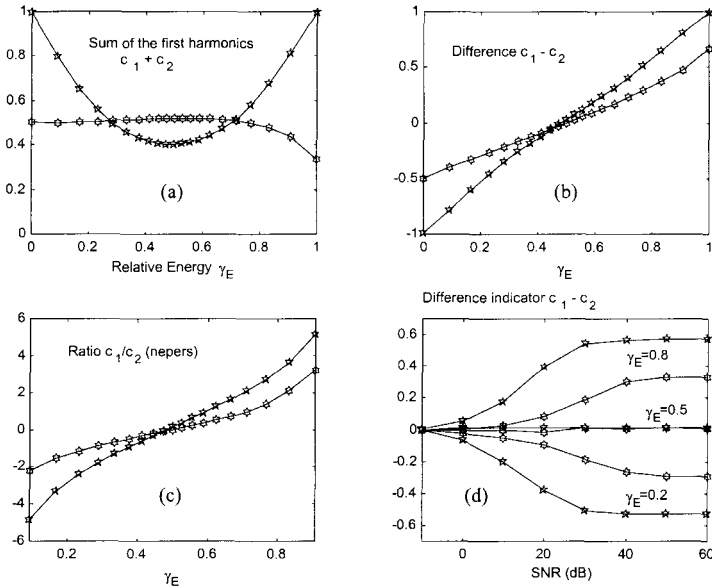 Sum of the first harmonics
c 1 + c 2
(a)
1
0.8
0.6
0.4
0.2
0
0 0.2 0.4 0.6 0.8 1
Relative Energy γE
Difference c 1 - c 2
(b)
1
0.5
0
-0.5
-1
0 0.2 0.4 0.6 0.8 1
γE
Ratio c 1/c 2 (nepers)
(c)
6
4
2
0
-2
-4
-6
0.2 0.4 0.6 0.8
γE
Difference indicator c 1 - c 2
0.6
0.4
0.2
0
-0.2
-0.4
-0.6
γE=0.8
γE=0.5
γE=0.2
(d)
0 20 40 60
SNR (dB)